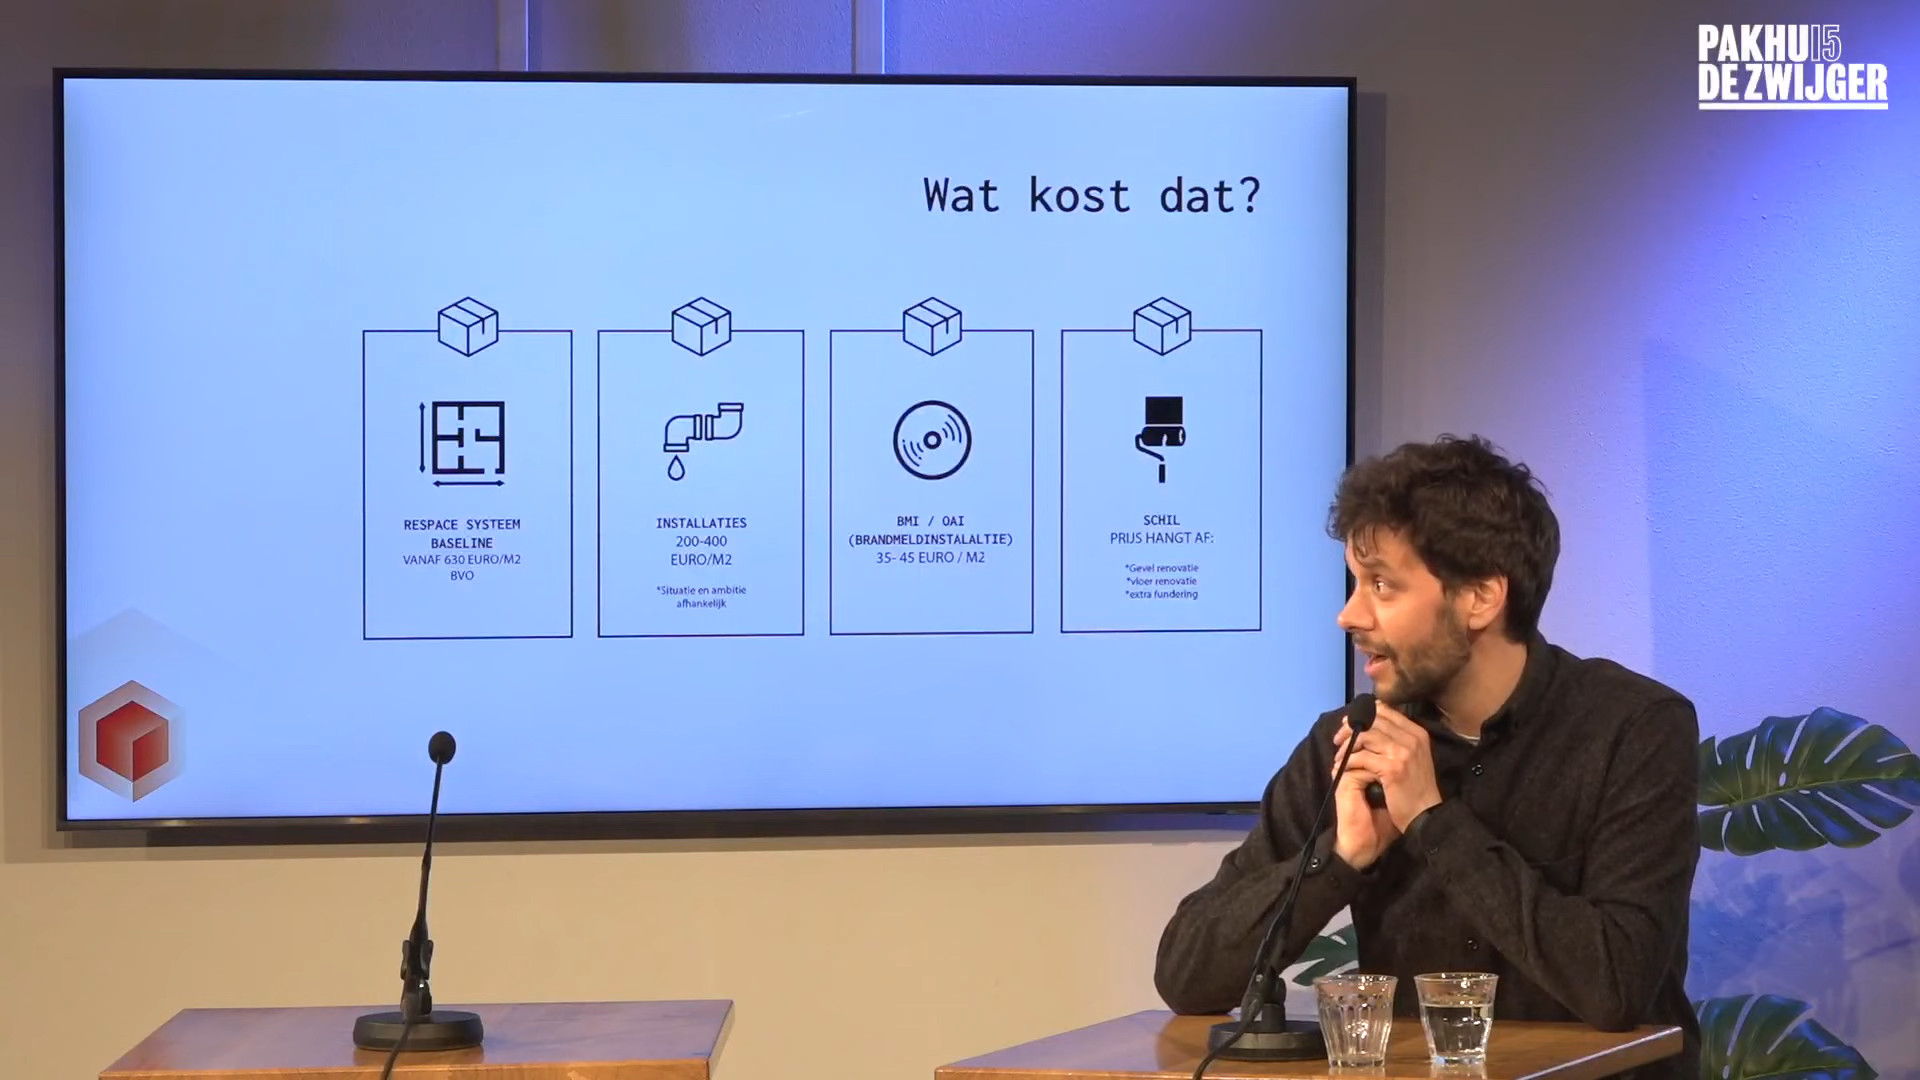 PAKHU15
DE ZWIJGER
Wat kost dat?
RESPACE SYSTEEM
BASELINE
VANAF 630 EURO/M2
BVO
INSTALLATIES
200-400
EURO/M2
*Situatie en ambitie
afhankelijk
BMI / OAI
(BRANDMELDINSTALALTIE)
35- 45 EURO / M2
SCHIL
PRIJS HANGT AF:
*Gevel renovatie
*vloer renovatie
*extra fundering